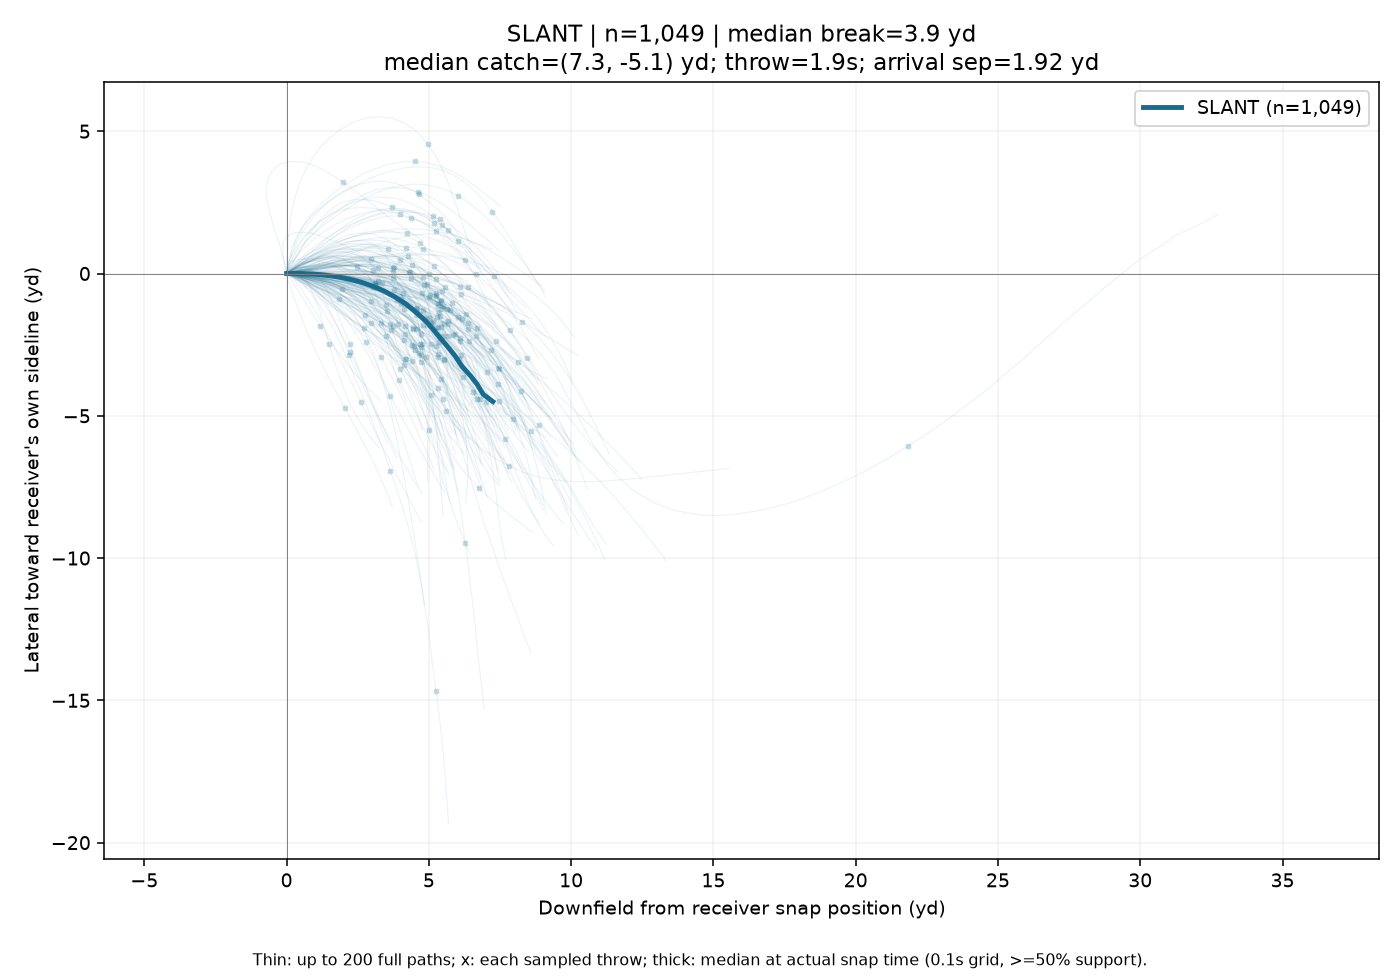 SLANT | n=1,049 | median break=3.9 yd
median catch=(7.3, -5.1) yd; throw=1.9s; arrival sep=1.92 yd
SLANT (n=1,049)
Lateral toward receiver's own sideline (yd)
5
0
−5
−10
−15
−20
−5 0 5 10 15 20 25 30 35
Downfield from receiver snap position (yd)
Thin: up to 200 full paths; x: each sampled throw; thick: median at actual snap time (0.1s grid, >=50% support).